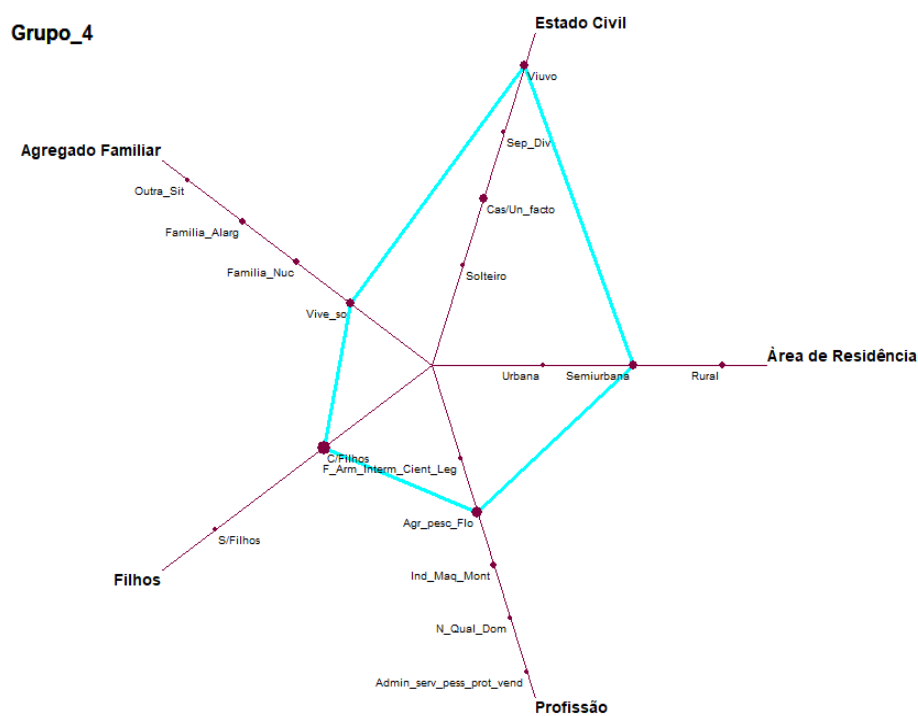 Estado Civil
Grupo_4
Viuvo
Sep_Div
Agregado Familiar
Outra_Sit
Cas/Un_facto
Familia_Alarg
Familia_Nuc
Solteiro
Vive_so
Àrea de Residência
Urbana
Semiurbana
Rural
C/Filhos
F_Arm_Interm_Cient_Leg
Agr_pesc_Flo
S/Filhos
Filhos
Ind_Maq_Mont
N_Qual_Dom
Admin_serv_pess_prot_vend
Profissão